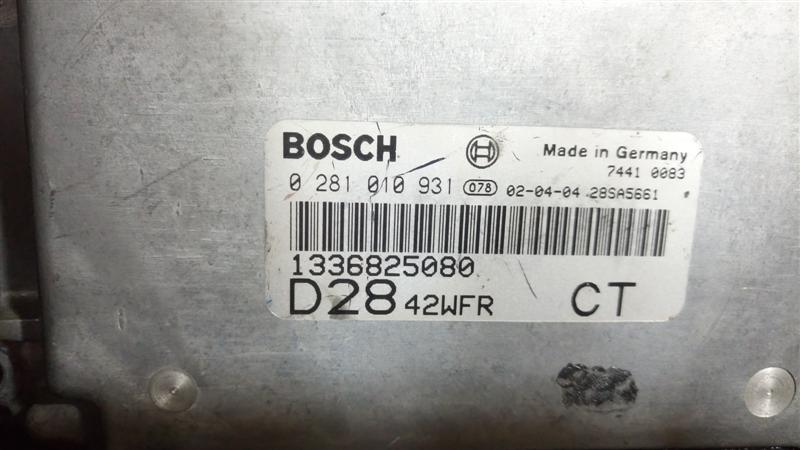 BOSCH Made in Germany
7441 0083
0 281 010 931 078 02-04-04 28SA5661
1336825080
D28 42WFR CT